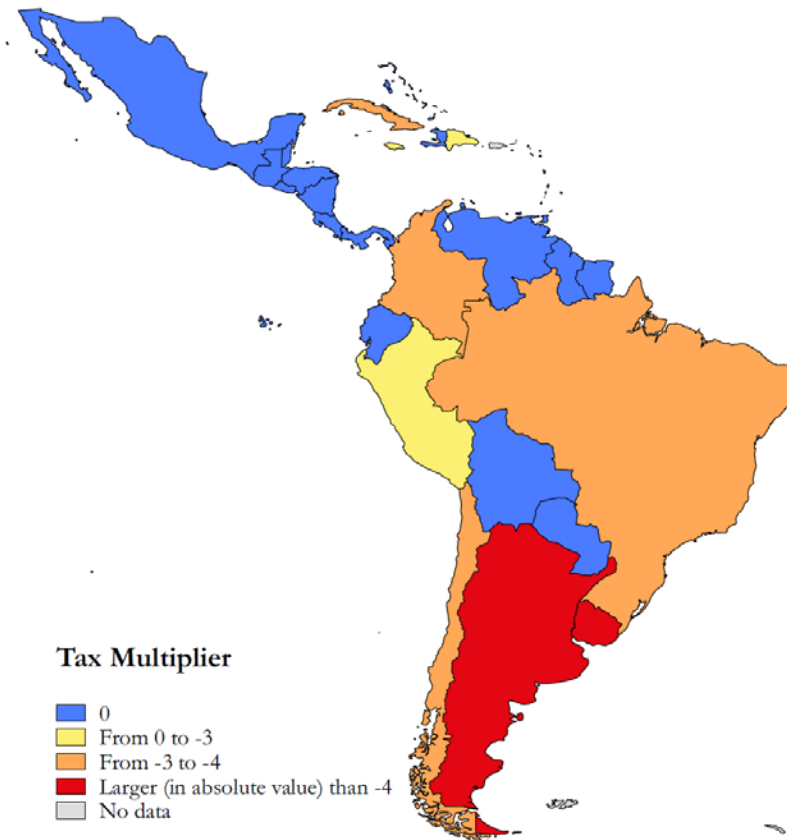 Tax Multiplier
0
From 0 to -3
From -3 to -4
Larger (in absolute value) than -4
No data